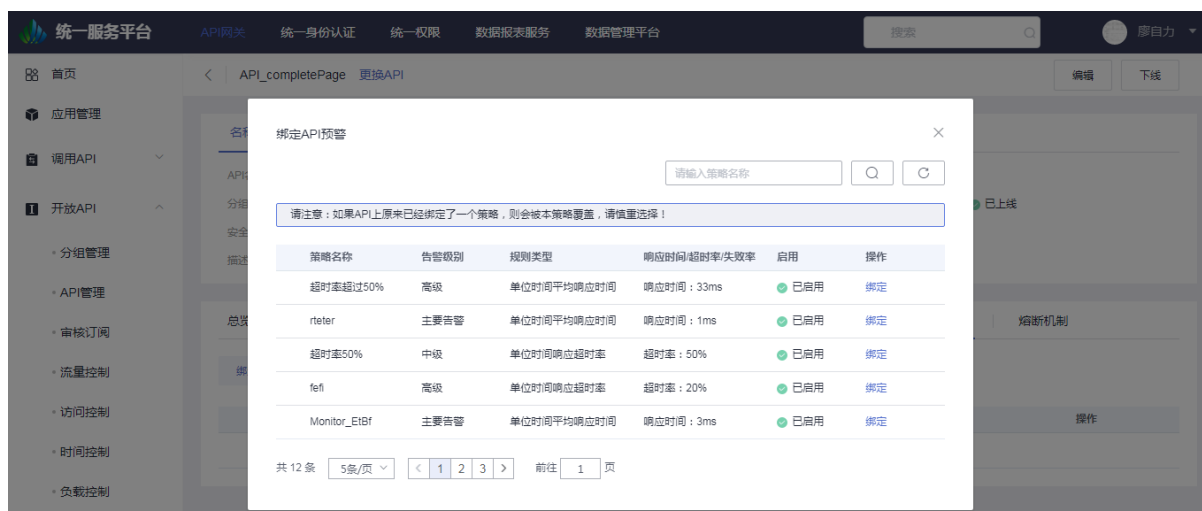 统一服务平台 API网关 统一身份认证 统一权限 数据报表服务 数据管理平台 搜索 廖自力
首页
API_completePage 更换API 编辑 下线
应用管理
调用API
开放API
分组管理
API管理
审核订阅
流量控制
访问控制
时间控制
负载控制
已上线
熔断机制
操作
绑定API预警
请输入策略名称
请注意：如果API上原来已经绑定了一个策略，则会被本策略覆盖，请慎重选择！
策略名称 告警级别 规则类型 响应时间/超时率/失败率 启用 操作
超时率超过50% 高级 单位时间平均响应时间 响应时间：33ms 已启用 绑定
rteter 主要告警 单位时间平均响应时间 响应时间：1ms 已启用 绑定
超时率50% 中级 单位时间响应超时率 超时率：50% 已启用 绑定
fefi 高级 单位时间响应超时率 超时率：20% 已启用 绑定
Monitor_EtBf 主要告警 单位时间平均响应时间 响应时间：3ms 已启用 绑定
共 12 条 5条/页 1 2 3 前往 1 页